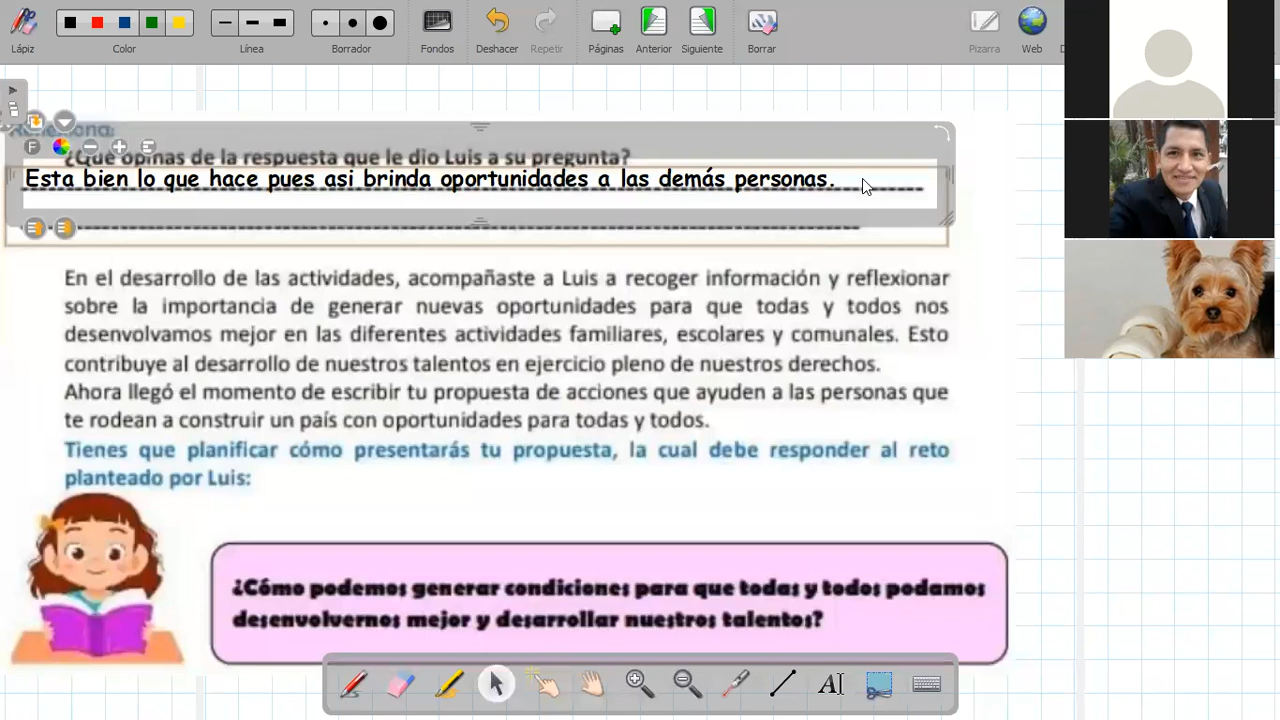 Lápiz
Color
Línea
Borrador
Fondos
Deshacer
Repetir
Páginas
Anterior
Siguiente
Borrar
Pizarra
Web
¿Qué opinas de la respuesta que le dio Luis a su pregunta?
Esta bien lo que hace pues asi brinda oportunidades a las demás personas.
En el desarrollo de las actividades, acompañaste a Luis a recoger información y reflexionar
sobre la importancia de generar nuevas oportunidades para que todas y todos nos
desenvolvamos mejor en las diferentes actividades familiares, escolares y comunales. Esto
contribuye al desarrollo de nuestros talentos en ejercicio pleno de nuestros derechos.
Ahora llegó el momento de escribir tu propuesta de acciones que ayuden a las personas que
te rodean a construir un país con oportunidades para todas y todos.
Tienes que planificar cómo presentarás tu propuesta, la cual debe responder al reto
planteado por Luis:
¿Cómo podemos generar condiciones para que todas y todos podamos
desenvolvernos mejor y desarrollar nuestros talentos?